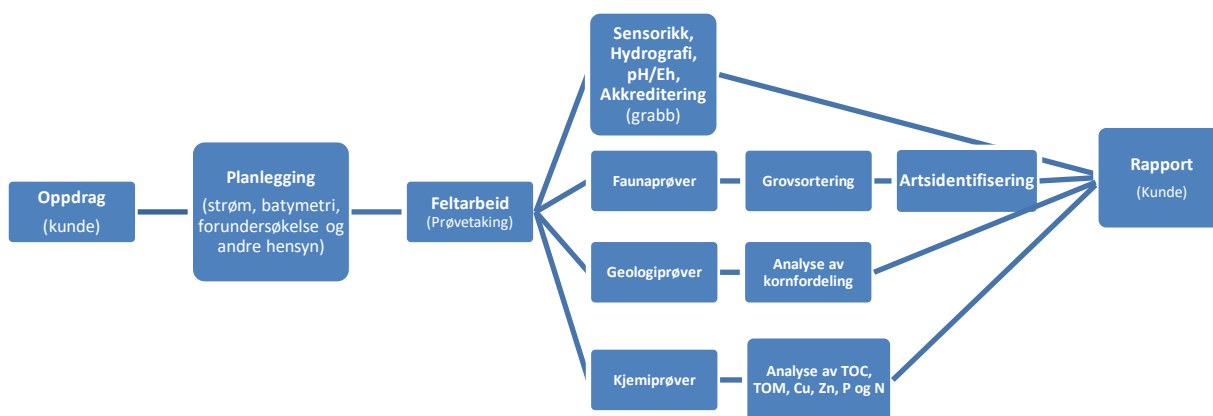 Oppdrag
(kunde)
Planlegging
(strøm, batymetri,
forundersøkelse og
andre hensyn)
Feltarbeid
(Prøvetaking)
Sensorikk,
Hydrografi,
pH/Eh,
Akkreditering
(grabb)
Faunaprøver
Grovsortering
Artsidentifisering
Geologiprøver
Analyse av
kornfordeling
Kjemiprøver
Analyse av TOC,
TOM, Cu, Zn, P og N
Rapport
(Kunde)